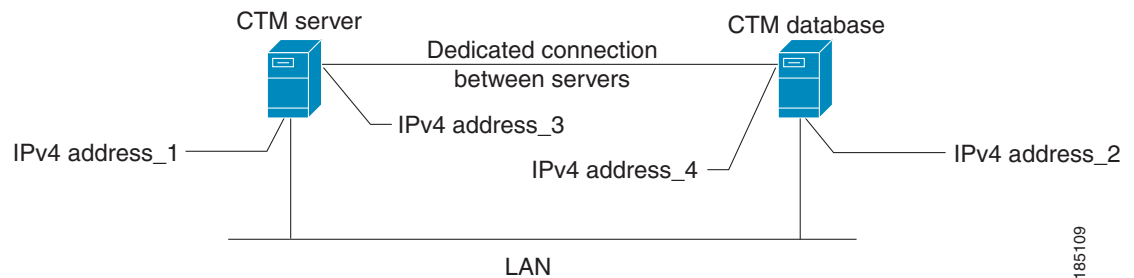 CTM server
CTM database
Dedicated connection
between servers
IPv4 address_3
IPv4 address_1
IPv4 address_4
IPv4 address_2
LAN
185109